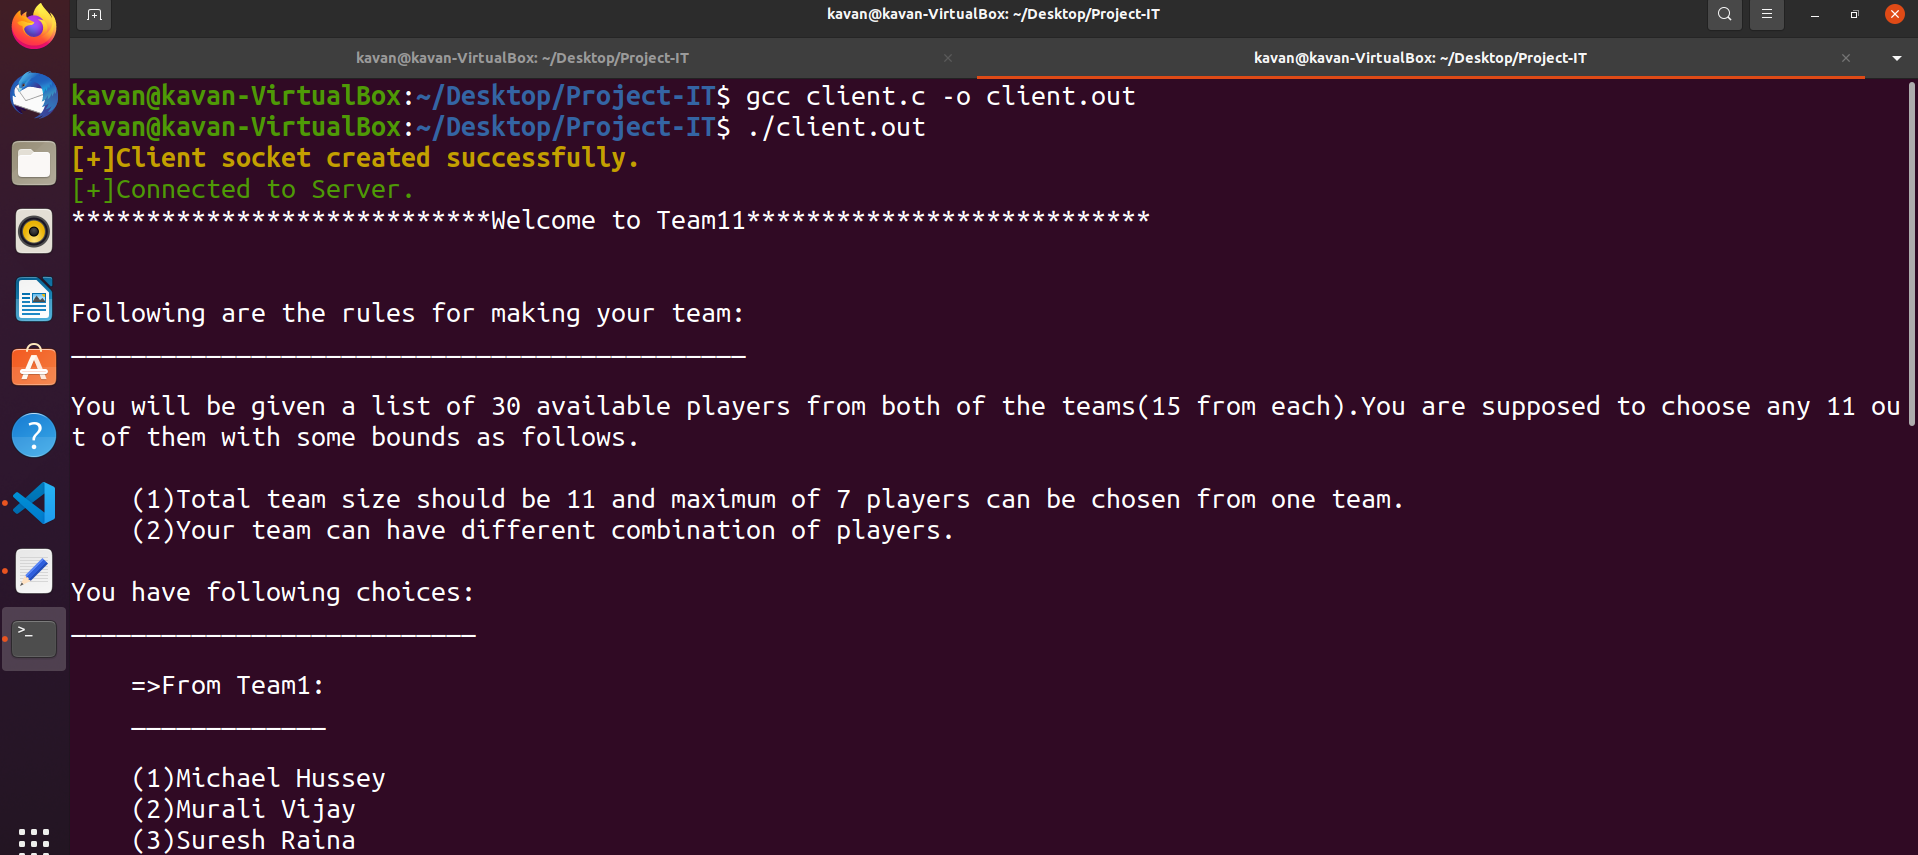 kavan@kavan-VirtualBox: ~/Desktop/Project-IT
kavan@kavan-VirtualBox: ~/Desktop/Project-IT
kavan@kavan-VirtualBox: ~/Desktop/Project-IT
kavan@kavan-VirtualBox:~/Desktop/Project-IT$ gcc client.c -o client.out
kavan@kavan-VirtualBox:~/Desktop/Project-IT$ ./client.out
[+]Client socket created successfully.
[+]Connected to Server.
****************************Welcome to Team11***************************
Following are the rules for making your team:
_____________________________________________
You will be given a list of 30 available players from both of the teams(15 from each).You are supposed to choose any 11 ou
t of them with some bounds as follows.
(1)Total team size should be 11 and maximum of 7 players can be chosen from one team.
(2)Your team can have different combination of players.
You have following choices:
___________________________
=>From Team1:
_____________
(1)Michael Hussey
(2)Murali Vijay
(3)Suresh Raina